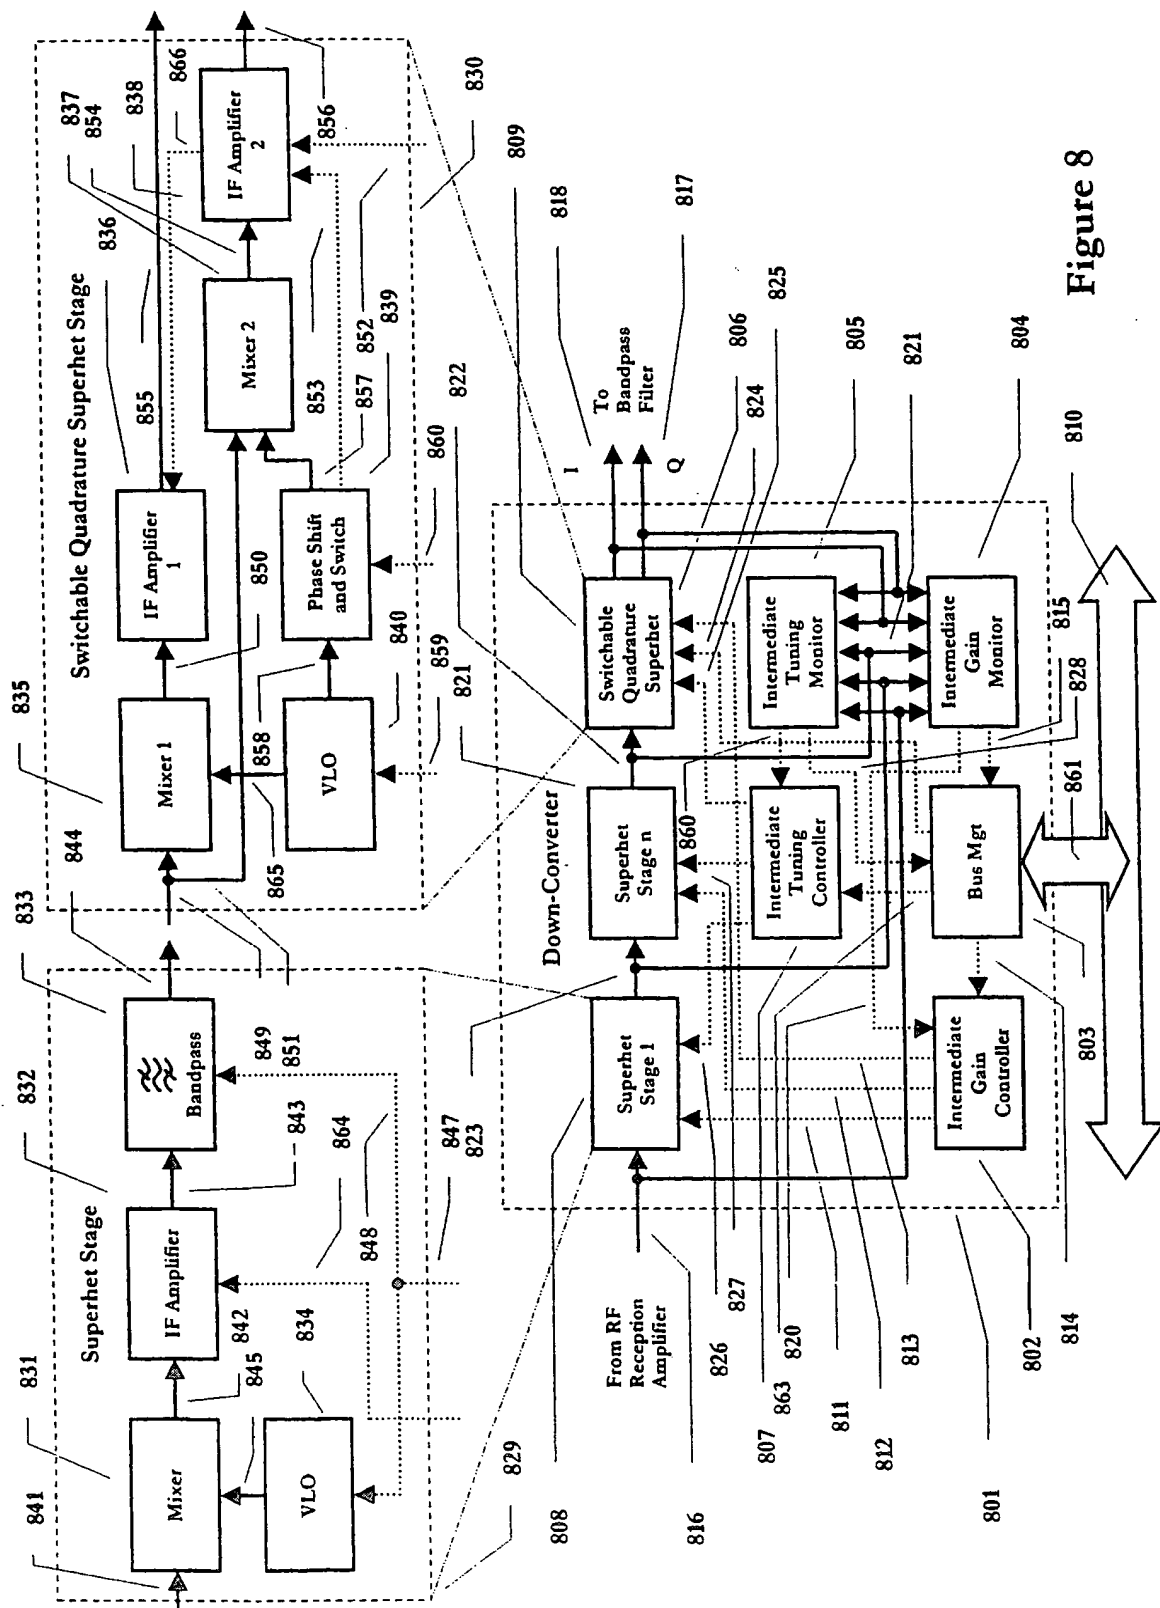 841
831
832
833
844
835
836
837
854
838
866
Superhet Stage
Mixer
842
845
VLO
834
IF Amplifier
864
848
843
Bandpass
849
851
847
823
829
Switchable Quadrature Superhet Stage
Mixer 1
865
858
VLO
840
859
821
850
IF Amplifier
1
855
Phase Shift
and Switch
860
822
Mixer 2
853
857
852
839
IF Amplifier
2
856
830
809
818
817
808
816
From RF
Reception
Amplifier
Down-Converter
Superhet
Stage 1
Superhet
Stage n
Switchable
Quadrature
Superhet
I
Q
To
Bandpass
Filter
806
824
825
805
821
804
810
815
828
861
860
Intermediate
Tuning
Monitor
Intermediate
Tuning
Controller
Intermediate
Gain
Monitor
Bus Mgt
Intermediate
Gain
Controller
826
827
807
863
820
811
812
813
801
802
814
803
Figure 8